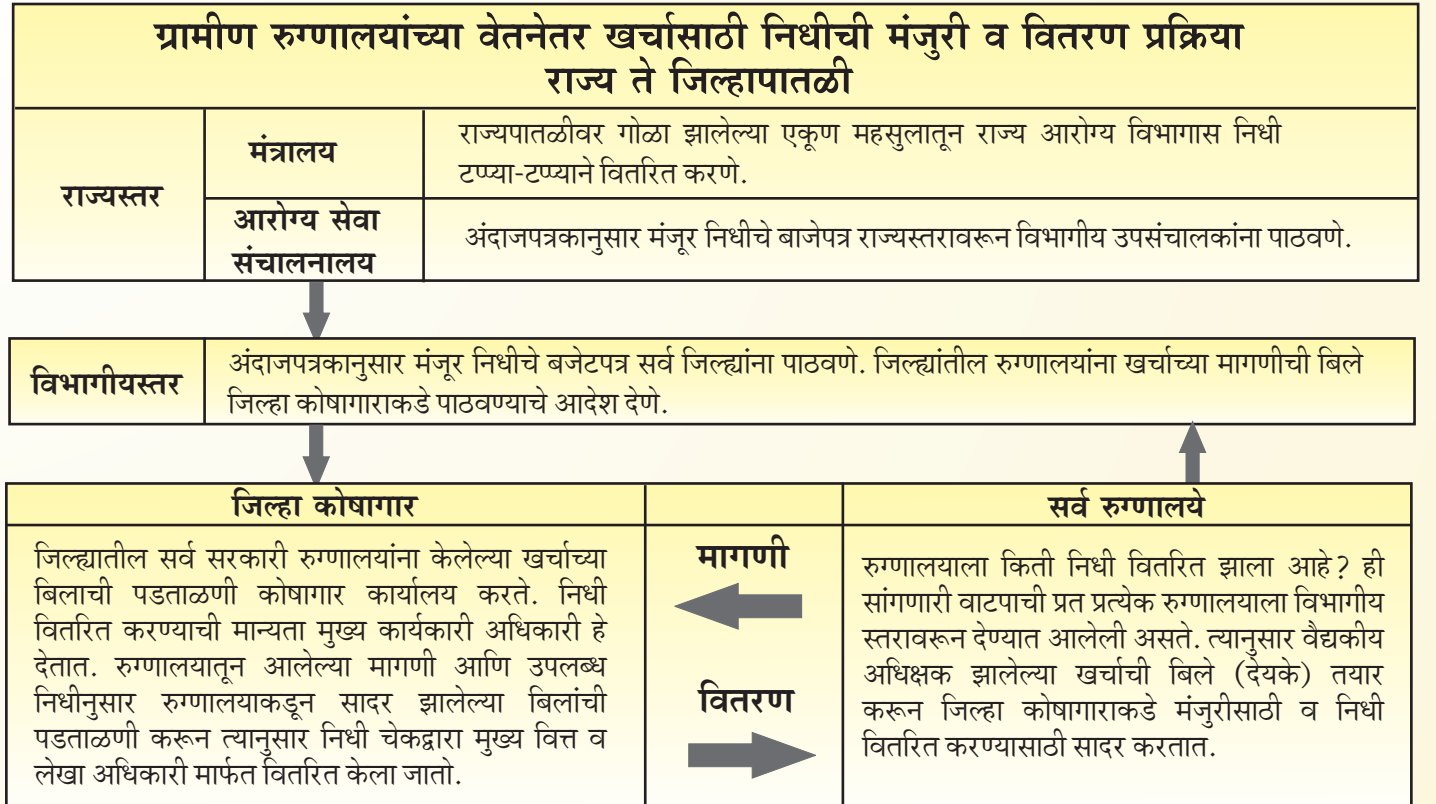 ग्रामीण रुग्णालयांच्या वेतनेतर खर्चासाठी निधीची मंजुरी व वितरण प्रक्रिया
राज्य ते जिल्हापातळी
राज्यस्तर
मंत्रालय
राज्यपातळीवर गोळा झालेल्या एकूण महसुलातून राज्य आरोग्य विभागास निधी
टप्प्या-टप्प्याने वितरित करणे.
आरोग्य सेवा
संचालनालय
अंदाजपत्रकानुसार मंजूर निधीचे बाजेपत्र राज्यस्तरावरून विभागीय उपसंचालकांना पाठवणे.
विभागीयस्तर
अंदाजपत्रकानुसार मंजूर निधीचे बजेटपत्र सर्व जिल्ह्यांना पाठवणे. जिल्ह्यांतील रुग्णालयांना खर्चाच्या मागणीची बिले
जिल्हा कोषागाराकडे पाठवण्याचे आदेश देणे.
जिल्हा कोषागार
जिल्ह्यातील सर्व सरकारी रुग्णालयांना केलेल्या खर्चाच्या
बिलाची पडताळणी कोषागार कार्यालय करते. निधी
वितरित करण्याची मान्यता मुख्य कार्यकारी अधिकारी हे
देतात. रुग्णालयातून आलेल्या मागणी आणि उपलब्ध
निधीनुसार रुग्णालयाकडून सादर झालेल्या बिलांची
पडताळणी करून त्यानुसार निधी चेकद्वारा मुख्य वित्त व
लेखा अधिकारी मार्फत वितरित केला जातो.
मागणी
वितरण
सर्व रुग्णालये
रुग्णालयाला किती निधी वितरित झाला आहे? ही
सांगणारी वाटपाची प्रत प्रत्येक रुग्णालयाला विभागीय
स्तरावरून देण्यात आलेली असते. त्यानुसार वैद्यकीय
अधिक्षक झालेल्या खर्चाची बिले (देयके) तयार
करून जिल्हा कोषागाराकडे मंजुरीसाठी व निधी
वितरित करण्यासाठी सादर करतात.